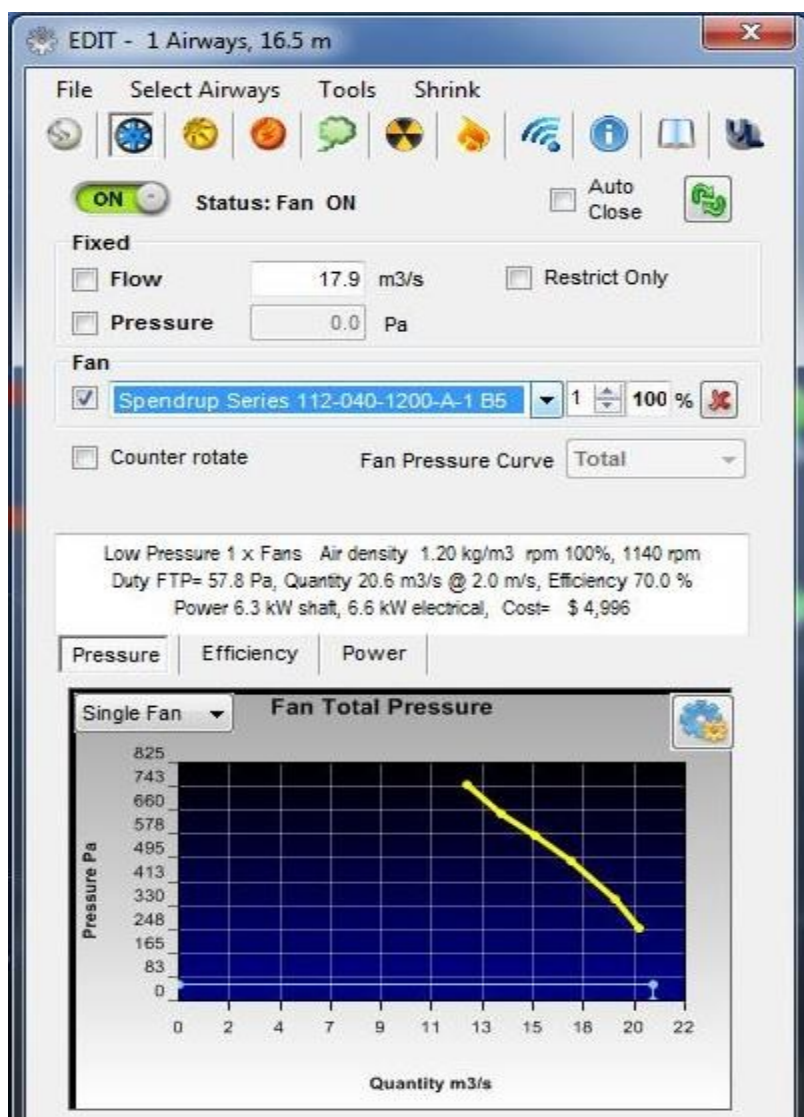 EDIT - 1 Airways, 16.5 m
File Select Airways Tools Shrink
ON Status: Fan ON Auto Close
Fixed
Flow 17.9 m3/s Restrict Only
Pressure 0.0 Pa
Fan
Spendrup Series 112-040-1200-A-1 B5 1 100 %
Counter rotate Fan Pressure Curve Total
Low Pressure 1 x Fans Air density 1.20 kg/m3 rpm 100%, 1140 rpm
Duty FTP= 57.8 Pa, Quantity 20.6 m3/s @ 2.0 m/s, Efficiency 70.0 %
Power 6.3 kW shaft, 6.6 kW electrical, Cost= $ 4,996
Pressure Efficiency Power
Single Fan Fan Total Pressure
825
743
660
578
495
413
330
248
165
83
0
Pressure Pa
0 2 4 7 9 11 13 15 18 20 22
Quantity m3/s